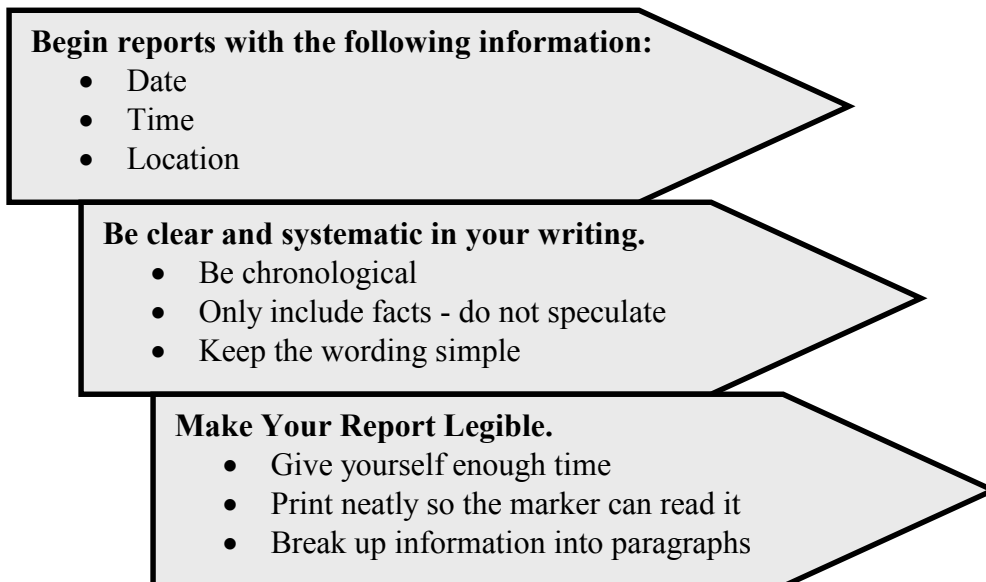 Begin reports with the following information:
• Date
• Time
• Location
Be clear and systematic in your writing.
• Be chronological
• Only include facts - do not speculate
• Keep the wording simple
Make Your Report Legible.
• Give yourself enough time
• Print neatly so the marker can read it
• Break up information into paragraphs